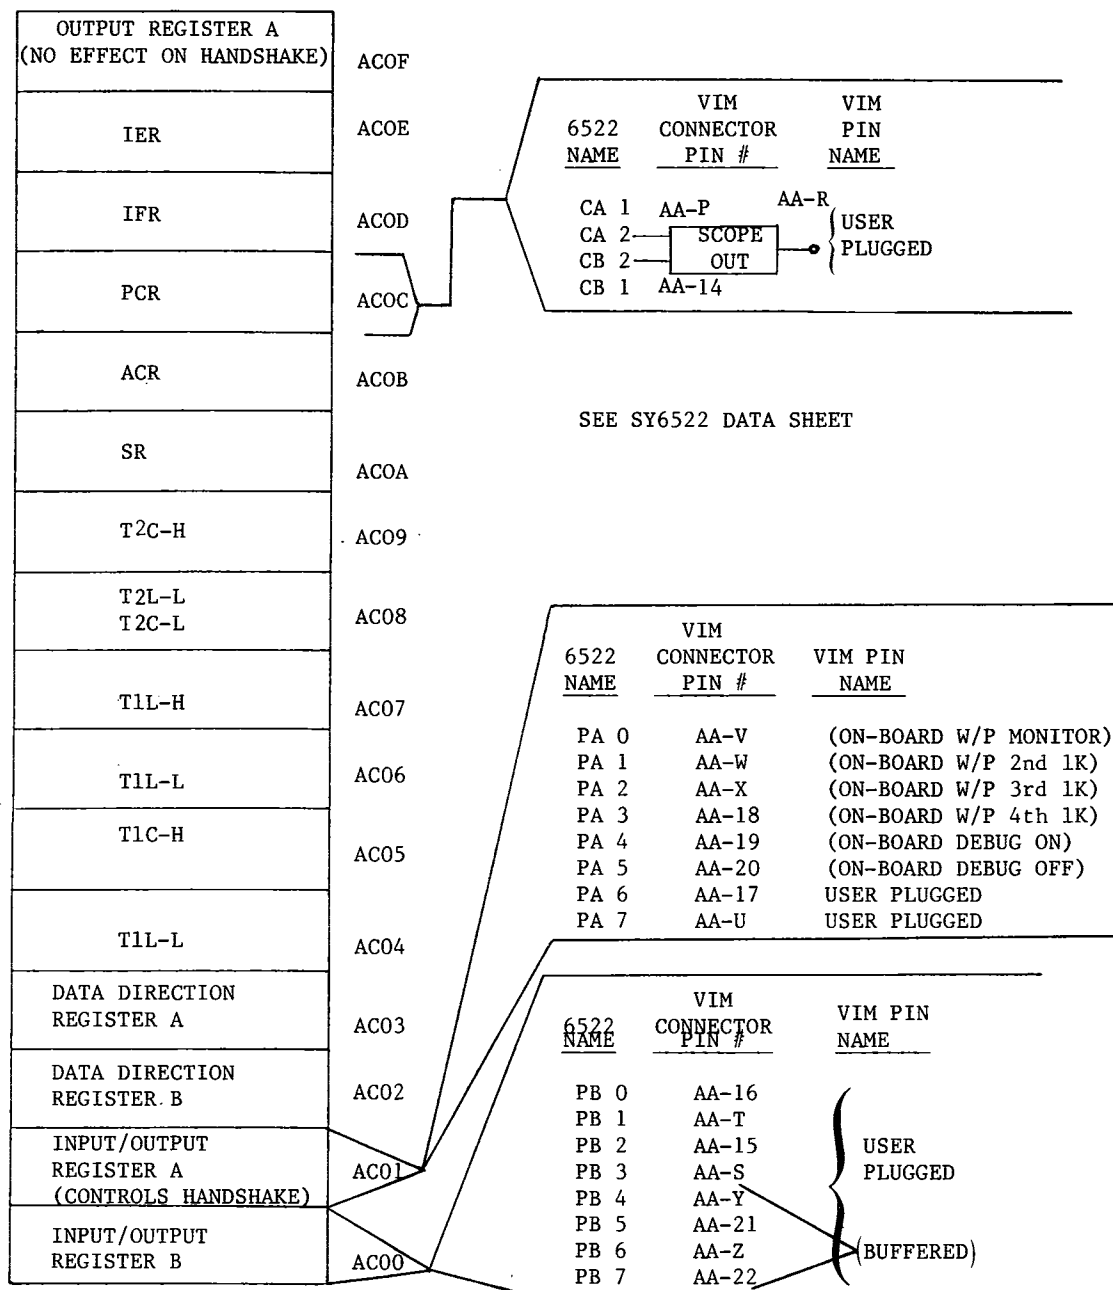 OUTPUT REGISTER A
(NO EFFECT ON HANDSHAKE)
AC0F
IER
AC0E
IFR
AC0D
PCR
AC0C
ACR
AC0B
SR
AC0A
T2C-H
AC09
T2L-L
T2C-L
AC08
T1L-H
AC07
T1L-L
AC06
T1C-H
AC05
T1L-L
AC04
DATA DIRECTION
REGISTER A
AC03
DATA DIRECTION
REGISTER B
AC02
INPUT/OUTPUT
REGISTER A
(CONTROLS HANDSHAKE)
AC01
INPUT/OUTPUT
REGISTER B
AC00
VIM VIM
6522 CONNECTOR PIN
NAME PIN # NAME
CA 1 AA-P AA-R
CA 2 SCOPE
CB 2 OUT
CB 1 AA-14
USER
PLUGGED
SEE SY6522 DATA SHEET
VIM
6522 CONNECTOR VIM PIN
NAME PIN # NAME
PA 0 AA-V (ON-BOARD W/P MONITOR)
PA 1 AA-W (ON-BOARD W/P 2nd 1K)
PA 2 AA-X (ON-BOARD W/P 3rd 1K)
PA 3 AA-18 (ON-BOARD W/P 4th 1K)
PA 4 AA-19 (ON-BOARD DEBUG ON)
PA 5 AA-20 (ON-BOARD DEBUG OFF)
PA 6 AA-17 USER PLUGGED
PA 7 AA-U USER PLUGGED
VIM
6522 CONNECTOR VIM PIN
NAME PIN # NAME
PB 0 AA-16
PB 1 AA-T
PB 2 AA-15 USER
PB 3 AA-S PLUGGED
PB 4 AA-Y
PB 5 AA-21
PB 6 AA-Z (BUFFERED)
PB 7 AA-22